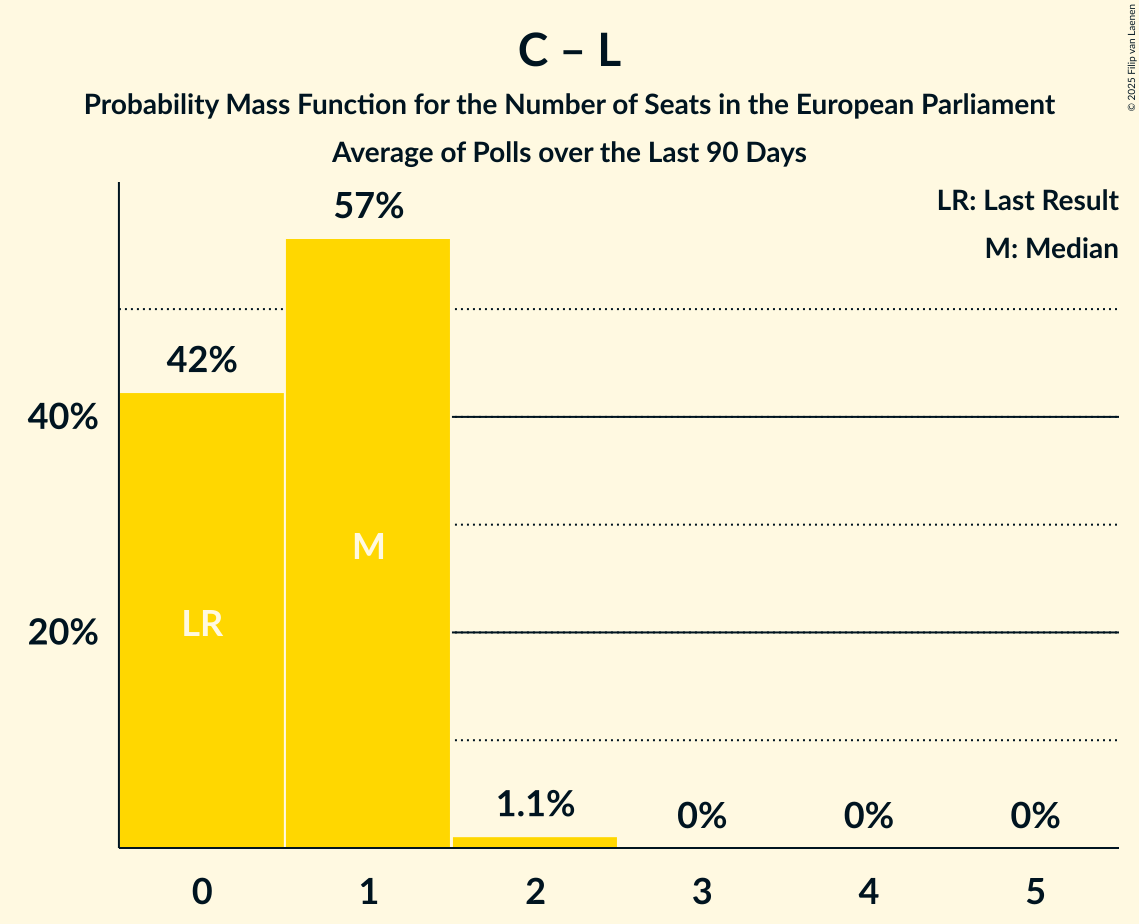 C – L
Probability Mass Function for the Number of Seats in the European Parliament
Average of Polls over the Last 90 Days
© 2025 Filip van Laenen
LR: Last Result
M: Median
57%
42%
40%
M
LR
20%
1.1%
0%
0%
0%
0
1
2
3
4
5